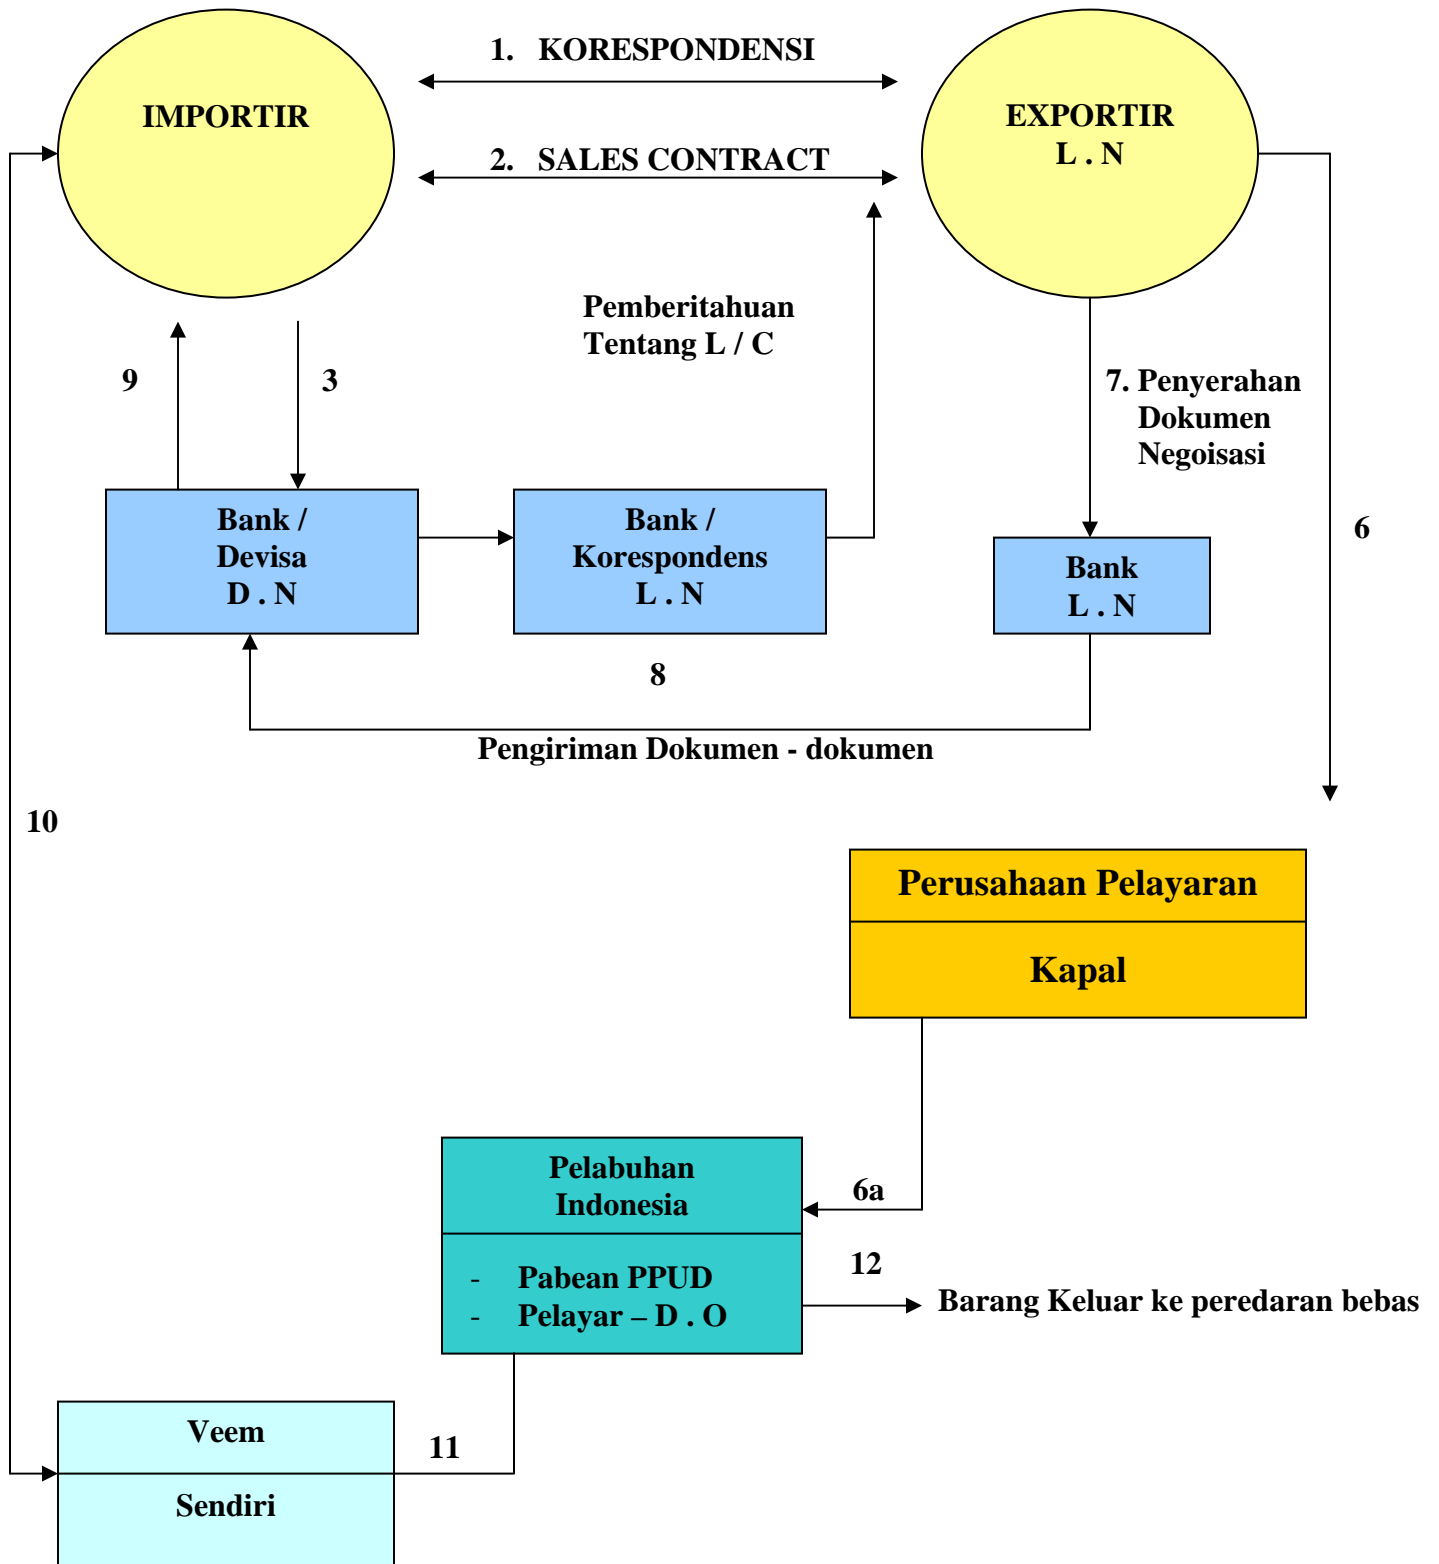 1. KORESPONDENSI
IMPORTIR
EXPORTIR
L . N
2. SALES CONTRACT
Pemberitahuan
Tentang L / C
9
3
7. Penyerahan
Dokumen
Negoisasi
6
Bank /
Devisa
D . N
Bank /
Korespondens
L . N
Bank
L . N
8
Pengiriman Dokumen - dokumen
10
Perusahaan Pelayaran
Kapal
Pelabuhan
Indonesia
6a
- Pabean PPUD
- Pelayar – D . O
12
Barang Keluar ke peredaran bebas
Veem
11
Sendiri